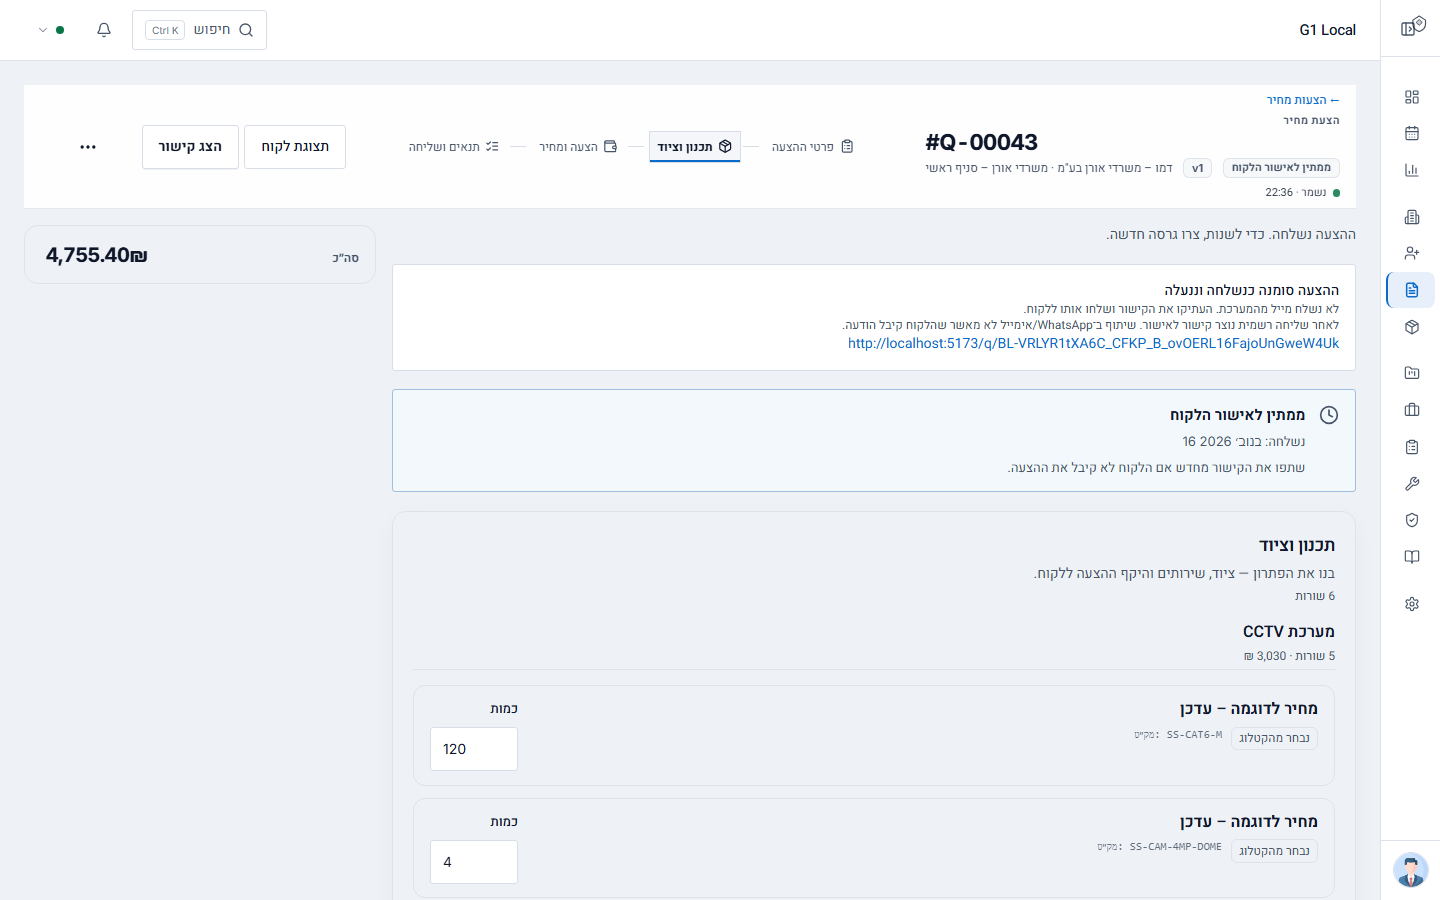 G1 Local
חיפוש
Ctrl K
← הצעות מחיר
הצעת מחיר
#Q-00043
ממתין לאישור הלקוח
v1
דמו – משרדי אורן בע"מ · משרדי אורן – סניף ראשי
נשמר · 22:36
פרטי ההצעה
תכנון וציוד
הצעה ומחיר
תנאים ושליחה
תצוגת לקוח
הצג קישור
ההצעה נשלחה. כדי לשנות, צרו גרסה חדשה.
סה״כ
4,755.40₪
ההצעה סומנה כנשלחה וננעלה
לא נשלח מייל מהמערכת. העתיקו את הקישור ושלחו אותו ללקוח.
לאחר שליחה רשמית נוצר קישור לאישור. שיתוף ב־WhatsApp/אימייל לא מאשר שהלקוח קיבל הודעה.
http://localhost:5173/q/BL-VRLYR1tXA6C_CFKP_B_ovOERL16FajoUnGweW4Uk
ממתין לאישור הלקוח
נשלחה: 16 בנוב׳ 2026
שתפו את הקישור מחדש אם הלקוח לא קיבל את ההצעה.
תכנון וציוד
בנו את הפתרון — ציוד, שירותים והיקף ההצעה ללקוח.
6 שורות
מערכת CCTV
5 שורות · 3,030 ₪
מחיר לדוגמה – עדכן
נבחר מהקטלוג
מק״ט: SS-CAT6-M
כמות
120
מחיר לדוגמה – עדכן
נבחר מהקטלוג
מק״ט: SS-CAM-4MP-DOME
כמות
4